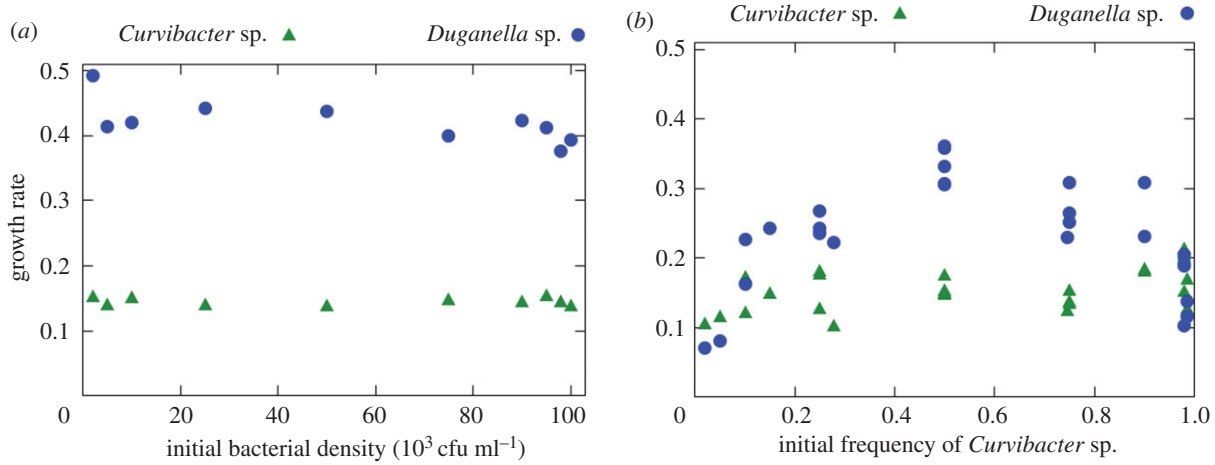 (a)
Curvibacter sp.
Duganella sp.
0.5
0.4
0.3
0.2
0.1
0
20
40
60
80
100
growth rate
initial bacterial density (10³ cfu ml⁻¹)
(b)
Curvibacter sp.
Duganella sp.
0.5
0.4
0.3
0.2
0.1
0
0.2
0.4
0.6
0.8
1.0
initial frequency of Curvibacter sp.